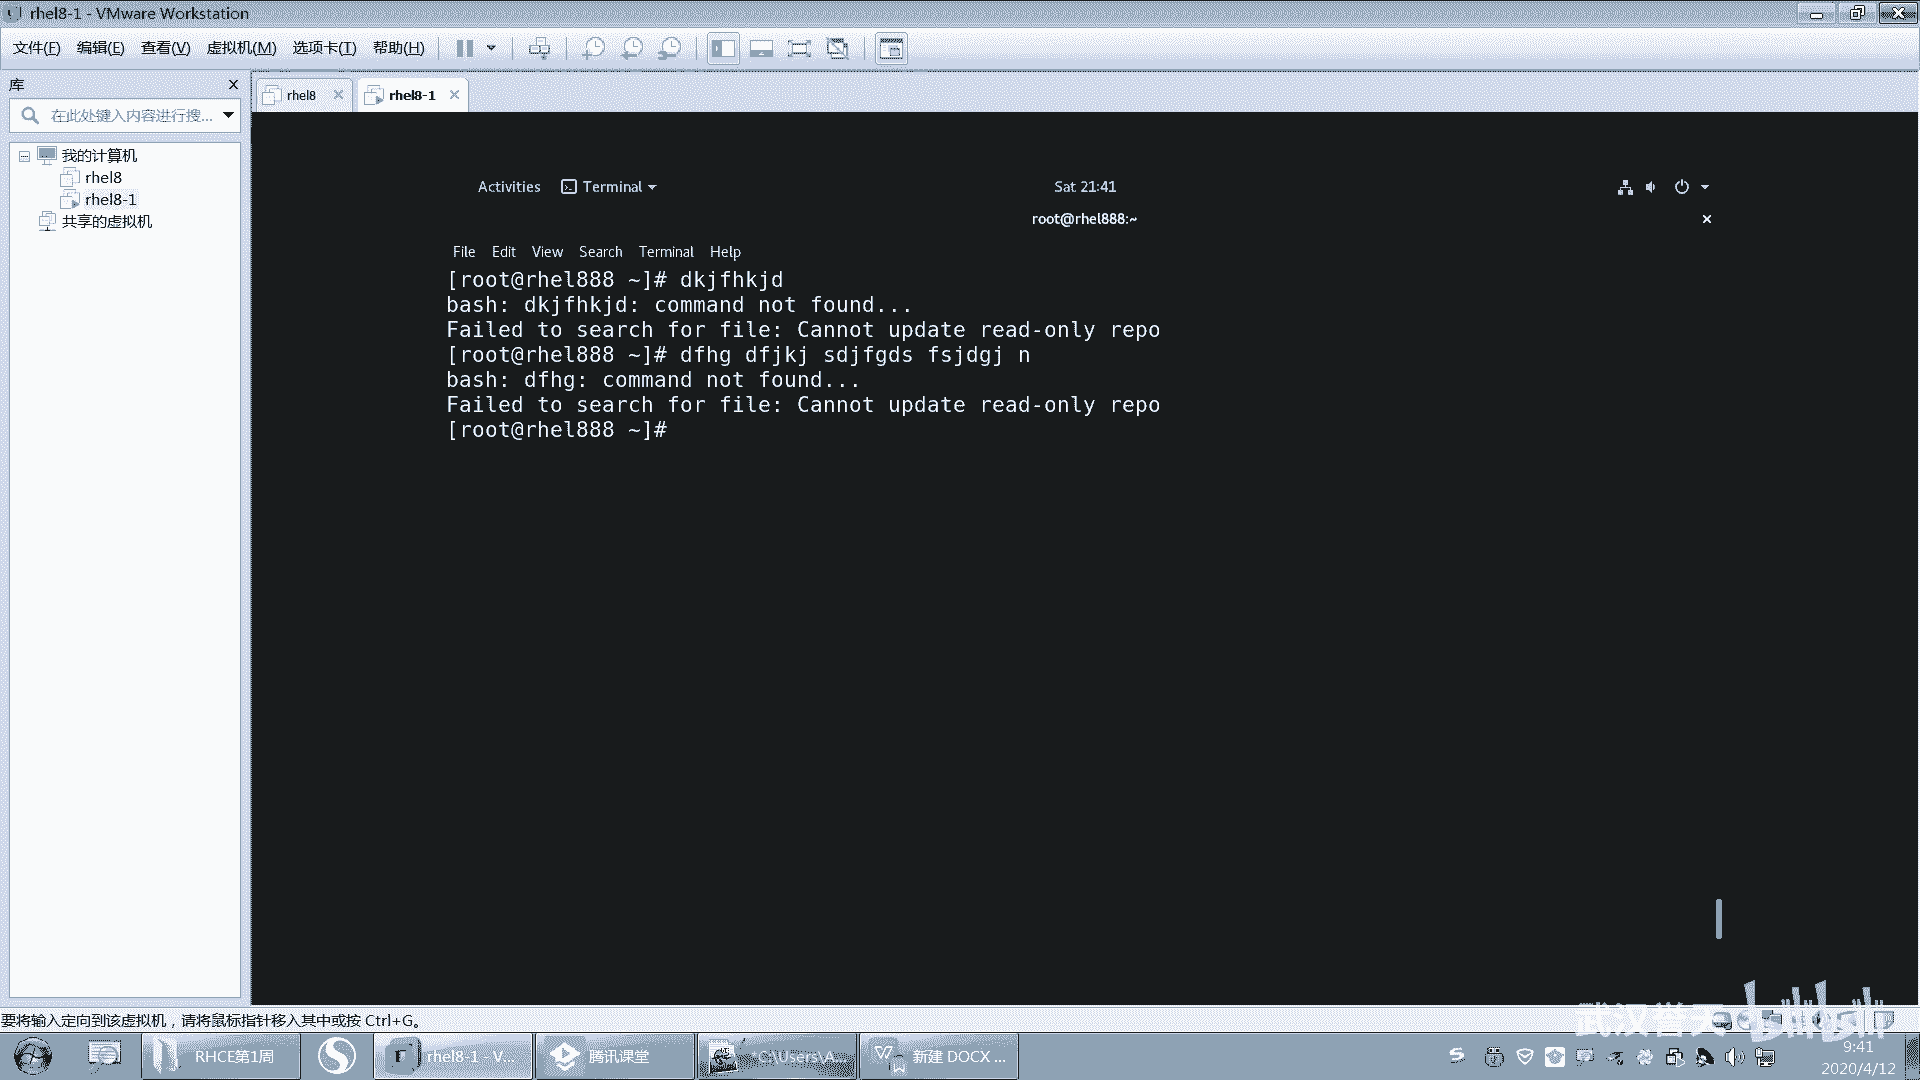 rhel8-1 - VMware Workstation
文件(F) 编辑(E) 查看(V) 虚拟机(M) 选项卡(T) 帮助(H)
库
在此处键入内容进行搜...
我的计算机
rhel8
rhel8-1
共享的虚拟机
rhel8 rhel8-1
Activities Terminal Sat 21:41
root@rhel888:~
File Edit View Search Terminal Help
[root@rhel888 ~]# dkjfhkjd
bash: dkjfhkjd: command not found...
Failed to search for file: Cannot update read-only repo
[root@rhel888 ~]# dfhg dfjkj sdjfgds fsjdgj n
bash: dfhg: command not found...
Failed to search for file: Cannot update read-only repo
[root@rhel888 ~]#
要将输入定向到该虚拟机，请将鼠标指针移入其中或按 Ctrl+G。
武汉誉天 bilibili
RHCE第1周 rhel8-1 - V... 腾讯课堂 *C:\Users\A... 新建 DOCX ...
9:41
2020/4/12